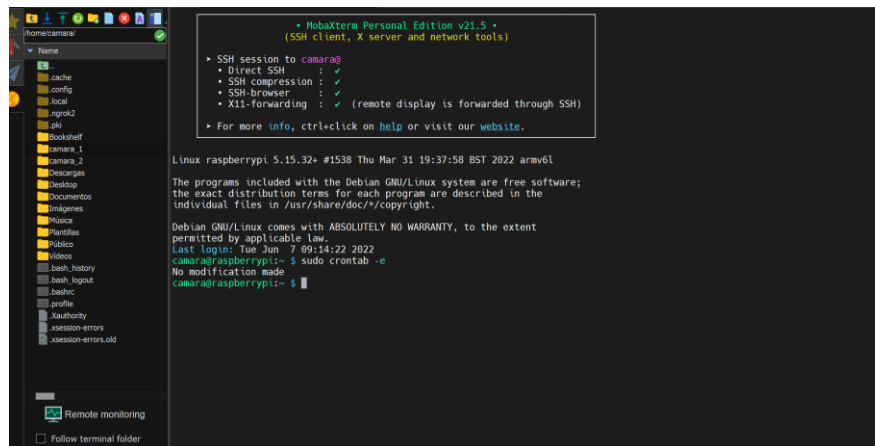 /home/camara/
Name
..
.cache
.config
.local
.ngrok2
.pki
Bookshelf
camara_1
camara_2
Descargas
Desktop
Documentos
Imágenes
Música
Plantillas
Público
Vídeos
.bash_history
.bash_logout
.bashrc
.profile
.Xauthority
.xsession-errors
.xsession-errors.old
Remote monitoring
Follow terminal folder
• MobaXterm Personal Edition v21.5 •
(SSH client, X server and network tools)
➤ SSH session to camara@
• Direct SSH : ✔
• SSH compression : ✔
• SSH-browser : ✔
• X11-forwarding : ✔ (remote display is forwarded through SSH)
➤ For more info, ctrl+click on help or visit our website.
Linux raspberrypi 5.15.32+ #1538 Thu Mar 31 19:37:58 BST 2022 armv6l
The programs included with the Debian GNU/Linux system are free software;
the exact distribution terms for each program are described in the
individual files in /usr/share/doc/*/copyright.
Debian GNU/Linux comes with ABSOLUTELY NO WARRANTY, to the extent
permitted by applicable law.
Last login: Tue Jun 7 09:14:22 2022
camara@raspberrypi:~ $ sudo crontab -e
No modification made
camara@raspberrypi:~ $